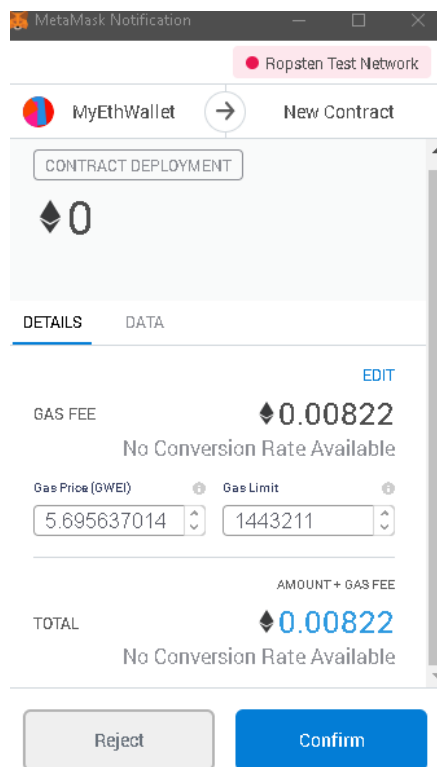 MetaMask Notification
Ropsten Test Network
MyEthWallet New Contract
CONTRACT DEPLOYMENT
0
DETAILS DATA
EDIT
GAS FEE 0.00822
No Conversion Rate Available
Gas Price (GWEI) Gas Limit
5.695637014 1443211
AMOUNT + GAS FEE
TOTAL 0.00822
No Conversion Rate Available
Reject Confirm